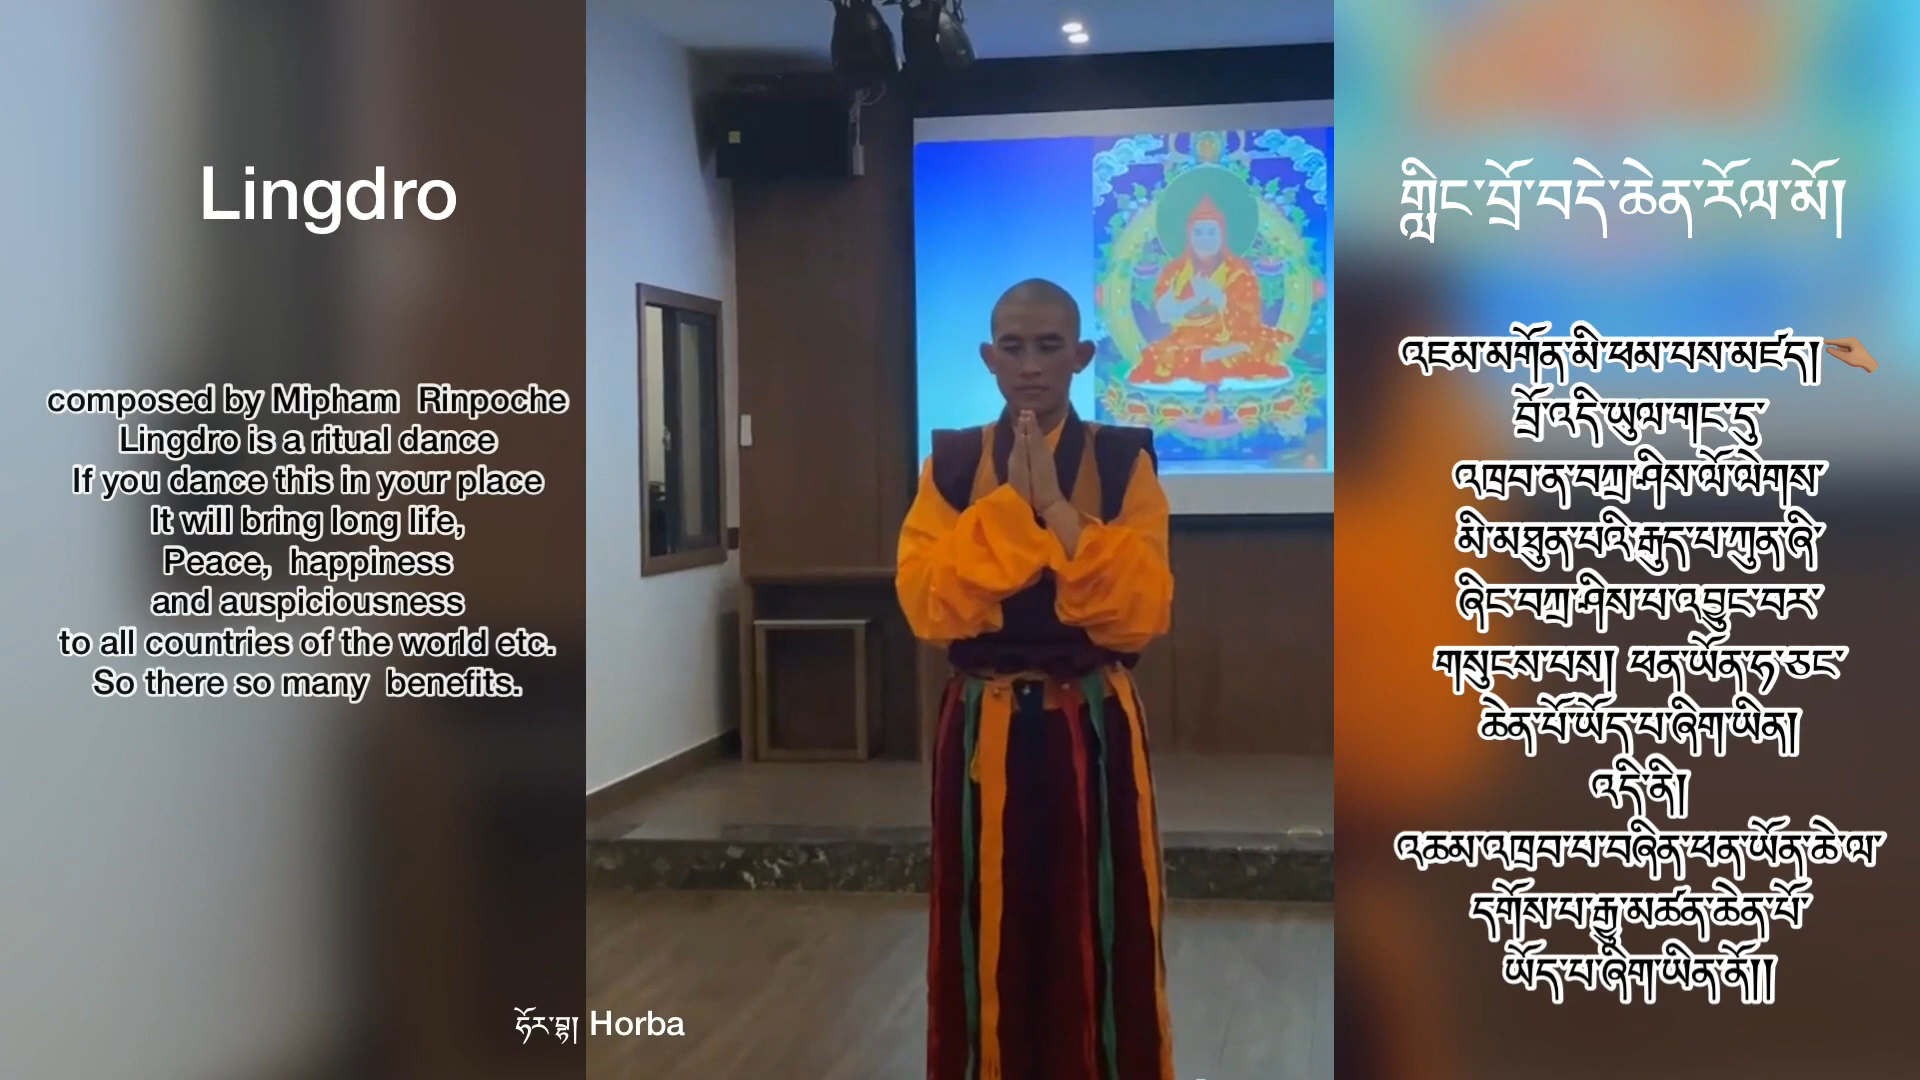 Lingdro
composed by Mipham  Rinpoche
Lingdro is a ritual dance
If you dance this in your place
It will bring long life,
Peace,  happiness
and auspiciousness
to all countries of the world etc.
So there so many  benefits.
ཧོར་བྷ། Horba
གླིང་བྲོ་བདེ་ཆེན་རོལ་མོ།
འཇམ་མགོན་མི་ཕམ་པས་མཛད།
བྲོ་འདི་ཡུལ་གང་དུ་
འཁྲབ་ན་བཀྲ་ཤིས་ལོ་ལེགས་
མི་མཐུན་པའི་རྒུད་པ་ཀུན་ཞི་
ཞིང་བཀྲ་ཤིས་པ་འབྱུང་བར་
གསུངས་པས། ཕན་ཡོན་ཧ་ཅང་
ཆེན་པོ་ཡོད་པ་ཞིག་ཡིན།
འདི་ནི།
འཆམ་འཁྲབ་པ་བཞིན་ཕན་ཡོན་ཆེ་ལ་
དགོས་པ་རྒྱུ་མཚན་ཆེན་པོ་
ཡོད་པ་ཞིག་ཡིན་ནོ།།